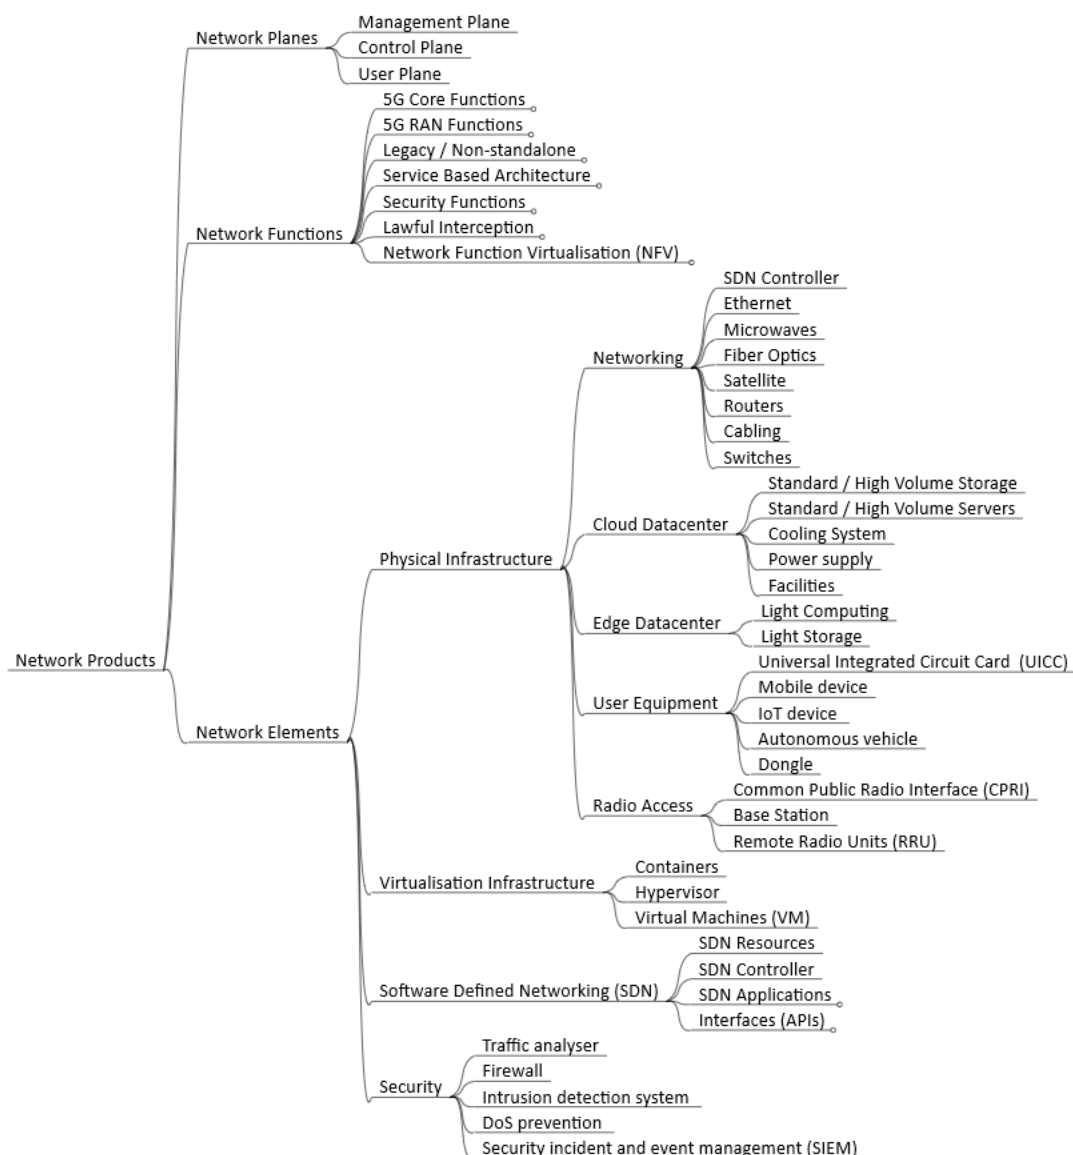 Network Products
Network Planes
Management Plane
Control Plane
User Plane
Network Functions
5G Core Functions
5G RAN Functions
Legacy / Non-standalone
Service Based Architecture
Security Functions
Lawful Interception
Network Function Virtualisation (NFV)
Network Elements
Physical Infrastructure
Networking
SDN Controller
Ethernet
Microwaves
Fiber Optics
Satellite
Routers
Cabling
Switches
Cloud Datacenter
Standard / High Volume Storage
Standard / High Volume Servers
Cooling System
Power supply
Facilities
Edge Datacenter
Light Computing
Light Storage
User Equipment
Universal Integrated Circuit Card (UICC)
Mobile device
IoT device
Autonomous vehicle
Dongle
Radio Access
Common Public Radio Interface (CPRI)
Base Station
Remote Radio Units (RRU)
Virtualisation Infrastructure
Containers
Hypervisor
Virtual Machines (VM)
Software Defined Networking (SDN)
SDN Resources
SDN Controller
SDN Applications
Interfaces (APIs)
Security
Traffic analyser
Firewall
Intrusion detection system
DoS prevention
Security incident and event management (SIEM)